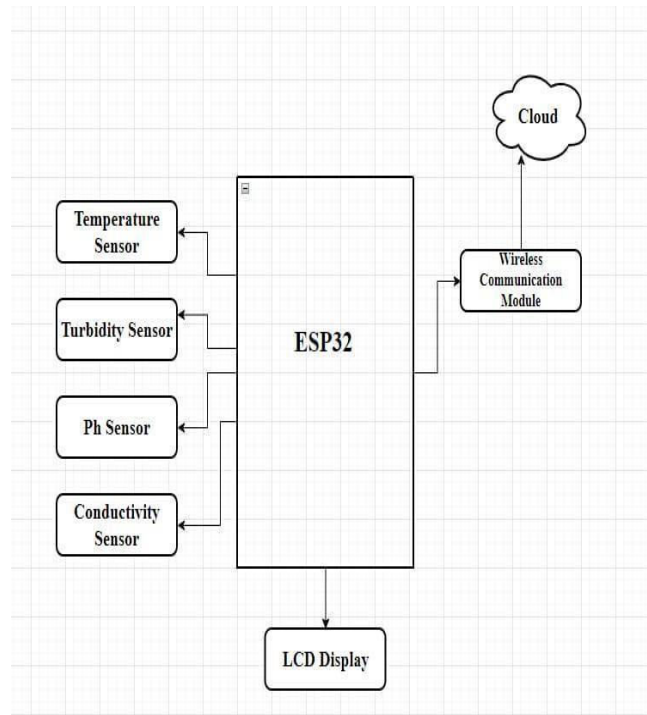 Cloud
Temperature
Sensor
Wireless
Communication
Module
Turbidity Sensor
ESP32
Ph Sensor
Conductivity
Sensor
LCD Display